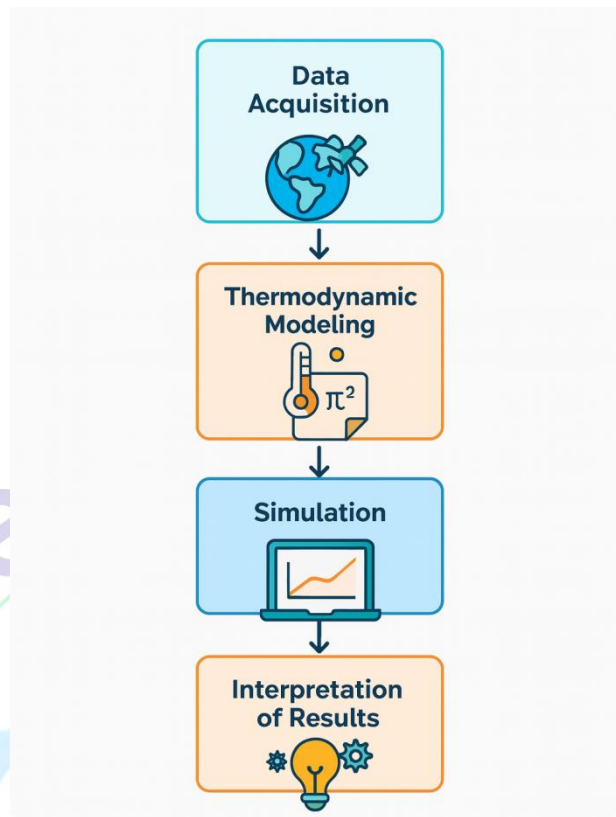 Data
Acquisition
Thermodynamic
Modeling
π²
Simulation
Interpretation
of Results